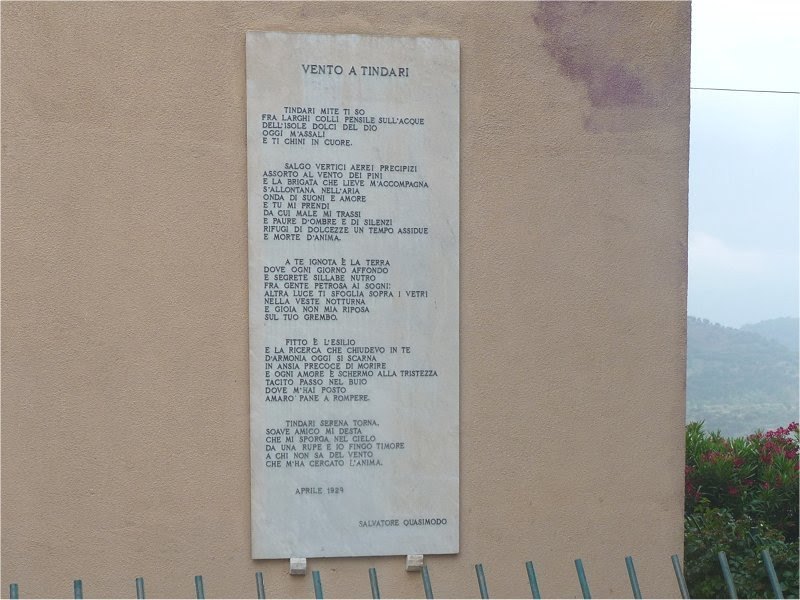 VENTO A TINDARI
TINDARI MITE TI SO
FRA LARGHI COLLI PENSILE SULL'ACQUE
DELL'ISOLE DOLCI DEL DIO
OGGI M'ASSALI
E TI CHINI IN CUORE.
SALGO VERTICI AEREI PRECIPIZI
ASSORTO AL VENTO DEI PINI
E LA BRIGATA CHE LIEVE M'ACCOMPAGNA
S'ALLONTANA NELL'ARIA
ONDA DI SUONI E AMORE
E TU MI PRENDI
DA CUI MALE MI TRASSI
E PAURE D'OMBRE E DI SILENZI
RIFUGI DI DOLCEZZE UN TEMPO ASSIDUE
E MORTE D'ANIMA.
A TE IGNOTA È LA TERRA
DOVE OGNI GIORNO AFFONDO
E SEGRETE SILLABE NUTRO
FRA GENTE PETROSA AI SOGNI:
ALTRA LUCE TI SFOGLIA SOPRA I VETRI
NELLA VESTE NOTTURNA
E GIOIA NON MIA RIPOSA
SUL TUO GREMBO.
FITTO È L'ESILIO
E LA RICERCA CHE CHIUDEVO IN TE
D'ARMONIA OGGI SI SCARNA
IN ANSIA PRECOCE DI MORIRE
E OGNI AMORE È SCHERMO ALLA TRISTEZZA
TACITO PASSO NEL BUIO
DOVE M'HAI POSTO
AMARO PANE A ROMPERE.
TINDARI SERENA TORNA,
SOAVE AMICO MI DESTA
CHE MI SPORGA NEL CIELO
DA UNA RUPE E IO FINGO TIMORE
A CHI NON SA DEL VENTO
CHE M'HA CERCATO L'ANIMA.
APRILE 1929
SALVATORE QUASIMODO